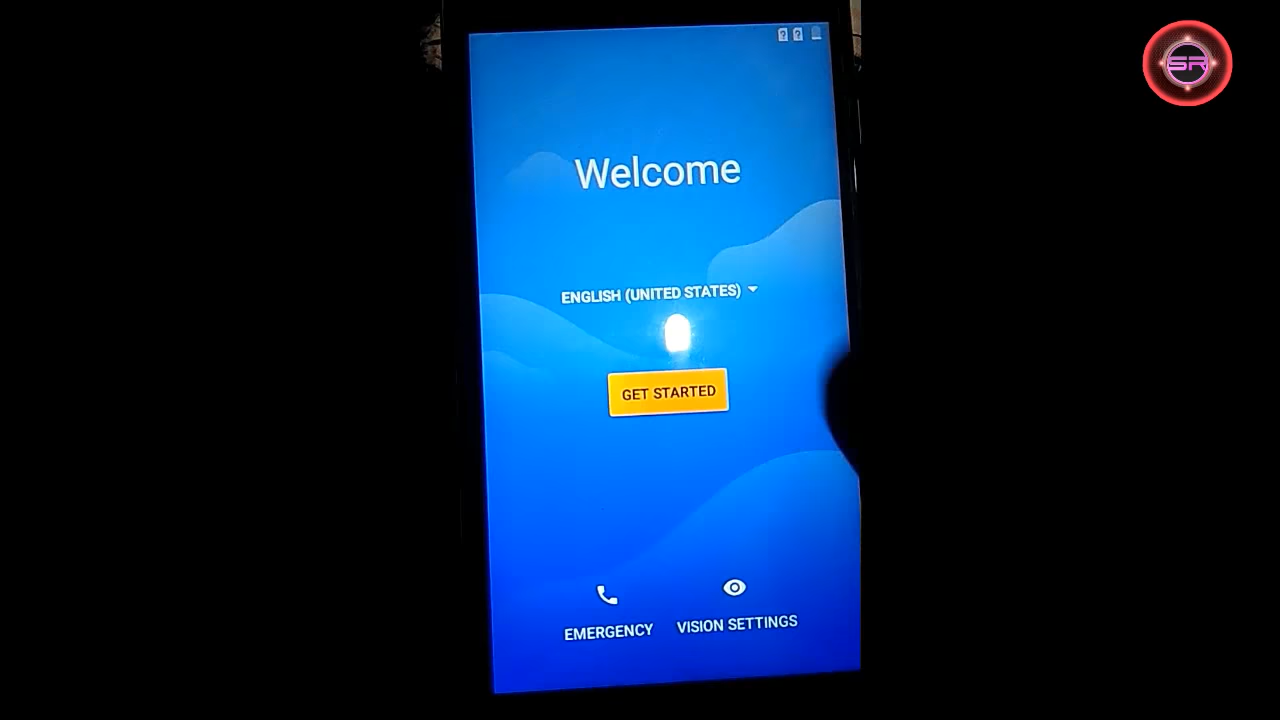 SR
Welcome
ENGLISH (UNITED STATES)
GET STARTED
EMERGENCY
VISION SETTINGS